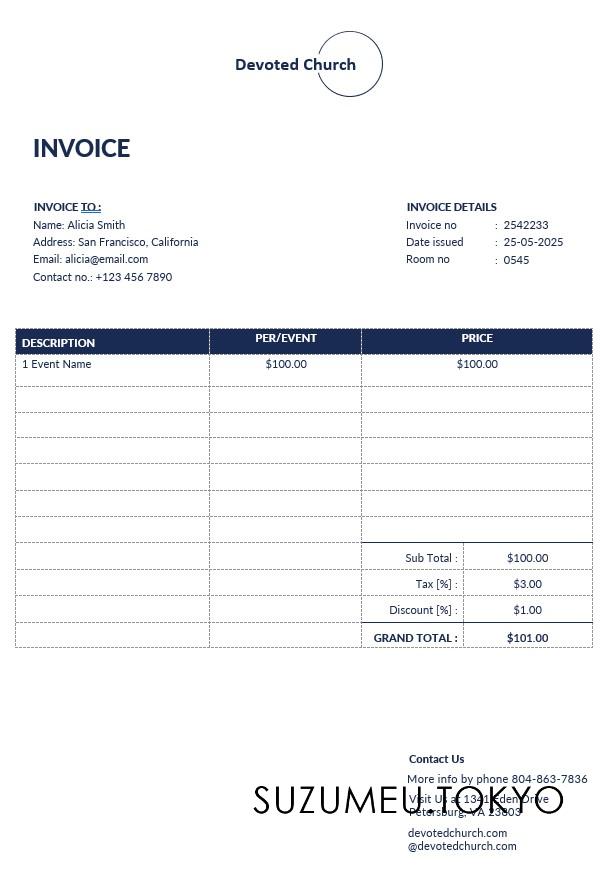 Devoted Church
INVOICE
INVOICE TO :
Name: Alicia Smith
Address: San Francisco, California
Email: alicia@email.com
Contact no.: +123 456 7890
INVOICE DETAILS
Invoice no : 2542233
Date issued : 25-05-2025
Room no : 0545
DESCRIPTION PER/EVENT PRICE
1 Event Name $100.00 $100.00
Sub Total : $100.00
Tax [%] : $3.00
Discount [%] : $1.00
GRAND TOTAL : $101.00
Contact Us
More info by phone 804-863-7836
Visit Us at 1341 Eden Drive
Petersburg, VA 23803
SUZUMEU.TOKYO
devotedchurch.com
@devotedchurch.com